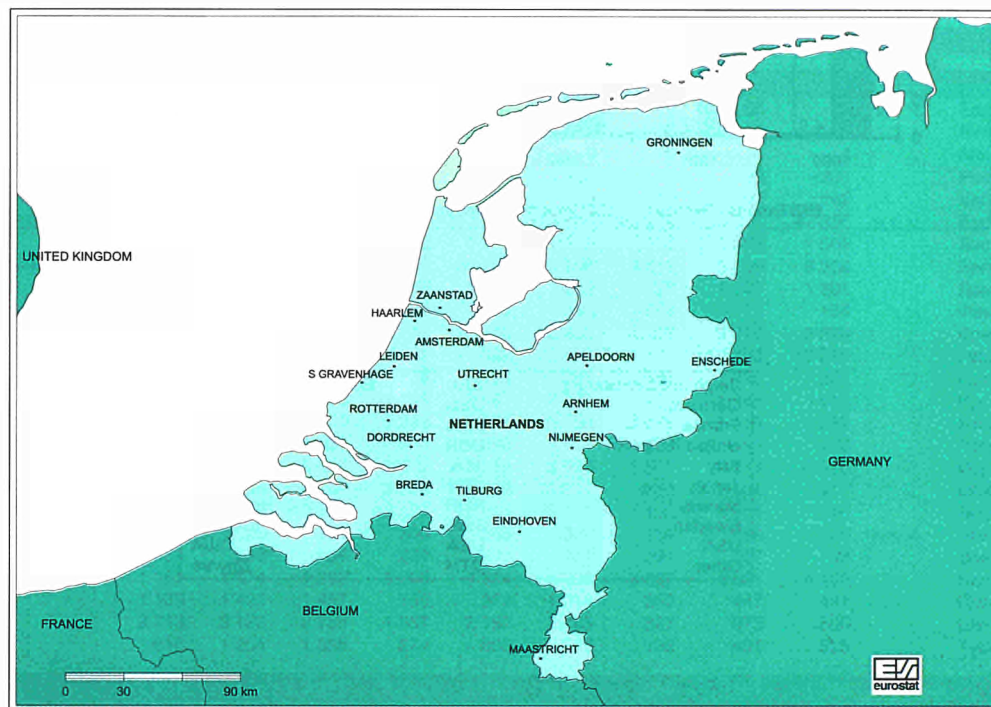 GRONINGEN
UNITED KINGDOM
ZAANSTAD
HAARLEM
AMSTERDAM
LEIDEN
APELDOORN
ENSCHEDE
S GRAVENHAGE
UTRECHT
ROTTERDAM
ARNHEM
NETHERLANDS
DORDRECHT
NIJMEGEN
GERMANY
BREDA
TILBURG
EINDHOVEN
BELGIUM
FRANCE
MAASTRICHT
0 30 90 km
eurostat